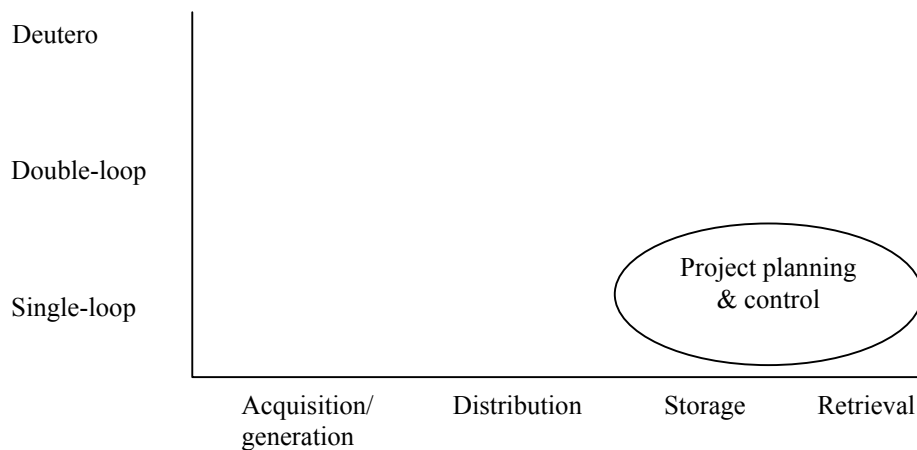 Deutero
Double-loop
Project planning
& control
Single-loop
Acquisition/
generation
Distribution
Storage
Retrieval